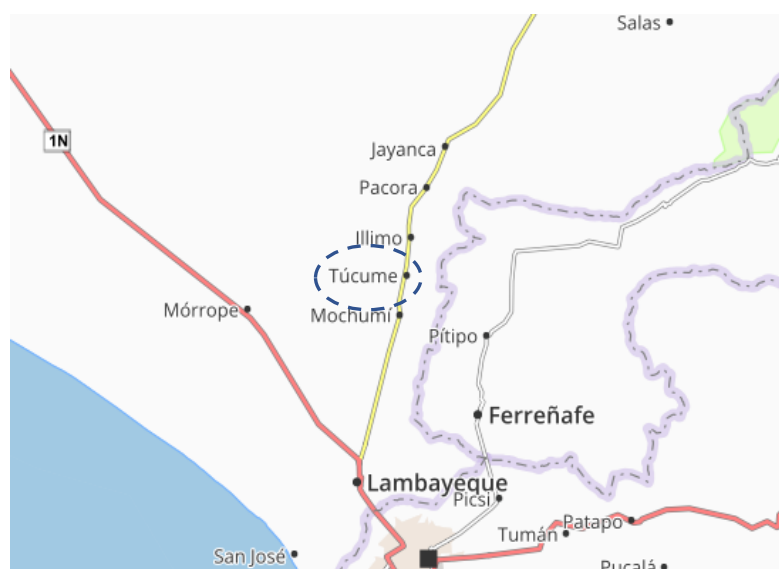 Salas
1N
Jayanca
Pacora
Illimo
Túcume
Mórrope
Mochumí
Pítipo
Ferreñafe
Lambayeque
Picsi
Patapo
Tumán
San José
Pucalá